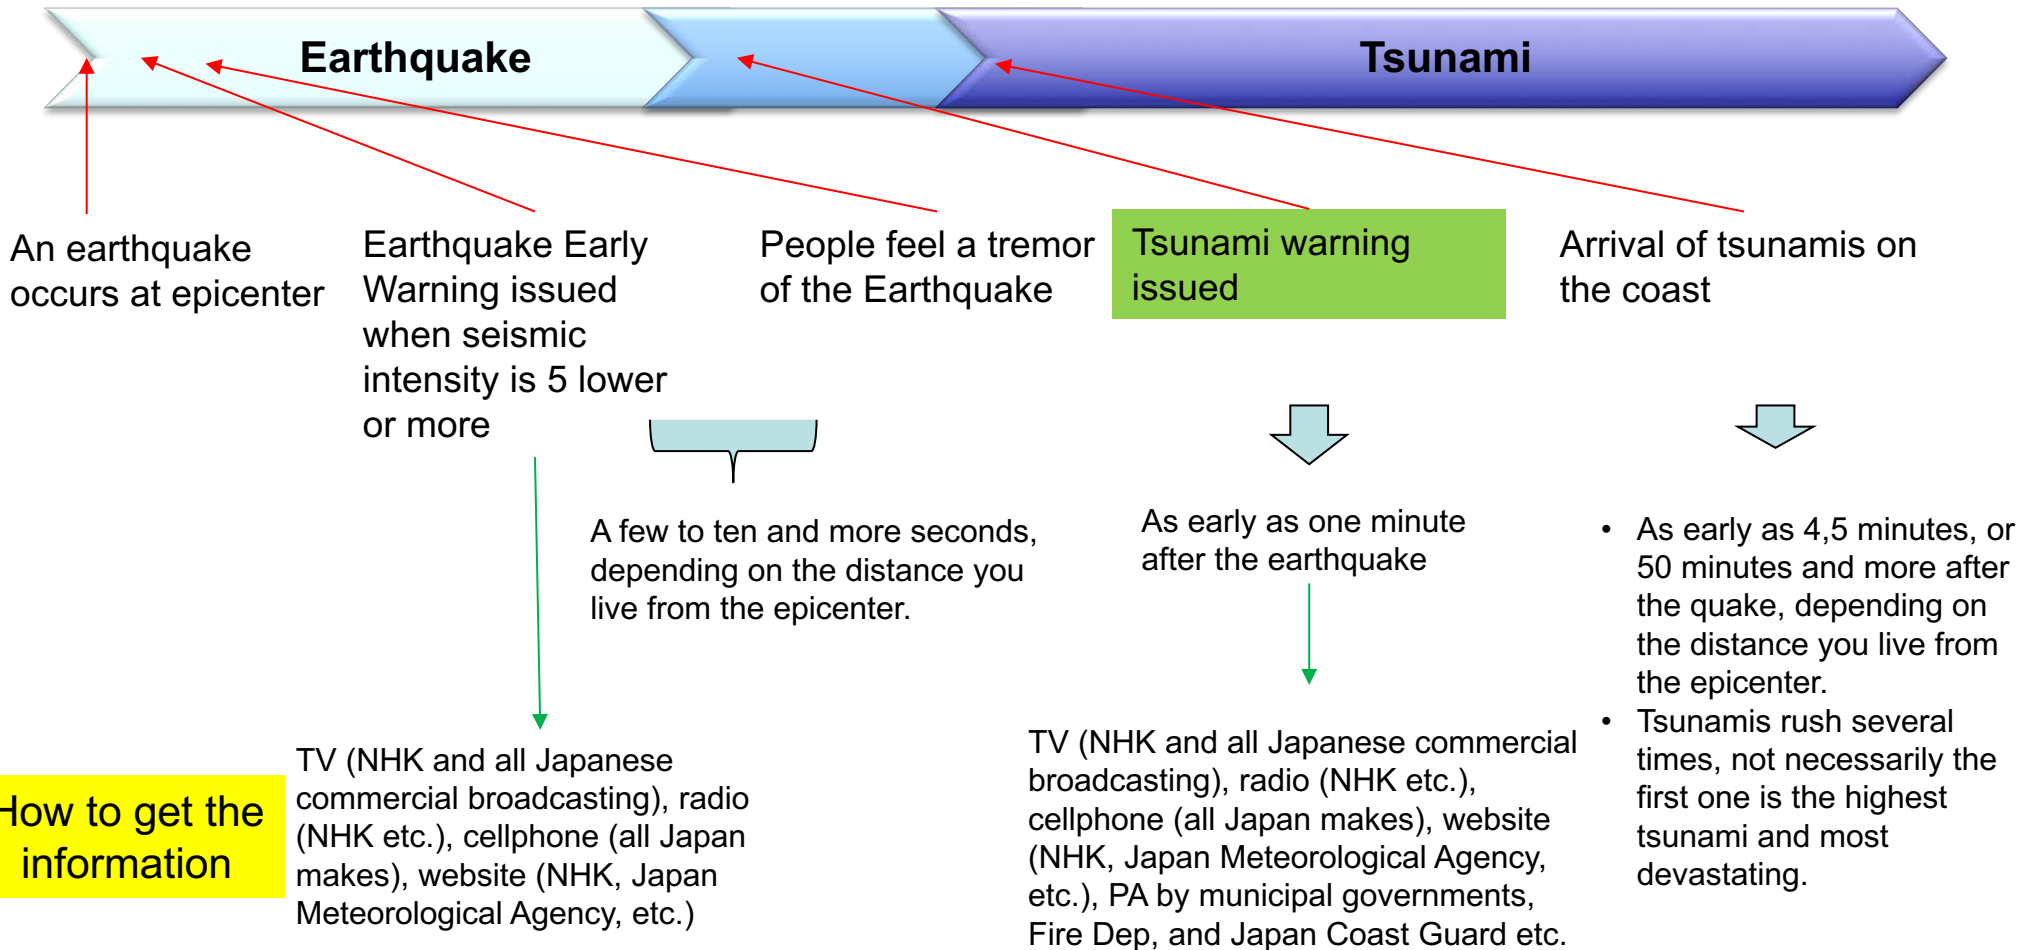 Earthquake
Tsunami
An earthquake
occurs at epicenter
Earthquake Early
Warning issued
when seismic
intensity is 5 lower
or more
People feel a tremor
of the Earthquake
Tsunami warning
issued
Arrival of tsunamis on
the coast
A few to ten and more seconds,
depending on the distance you
live from the epicenter.
As early as one minute
after the earthquake
• As early as 4,5 minutes, or
50 minutes and more after
the quake, depending on
the distance you live from
the epicenter.
• Tsunamis rush several
times, not necessarily the
first one is the highest
tsunami and most
devastating.
How to get the
information
TV (NHK and all Japanese
commercial broadcasting), radio
(NHK etc.), cellphone (all Japan
makes), website (NHK, Japan
Meteorological Agency, etc.)
TV (NHK and all Japanese commercial
broadcasting), radio (NHK etc.),
cellphone (all Japan makes), website
(NHK, Japan Meteorological Agency,
etc.), PA by municipal governments,
Fire Dep, and Japan Coast Guard etc.